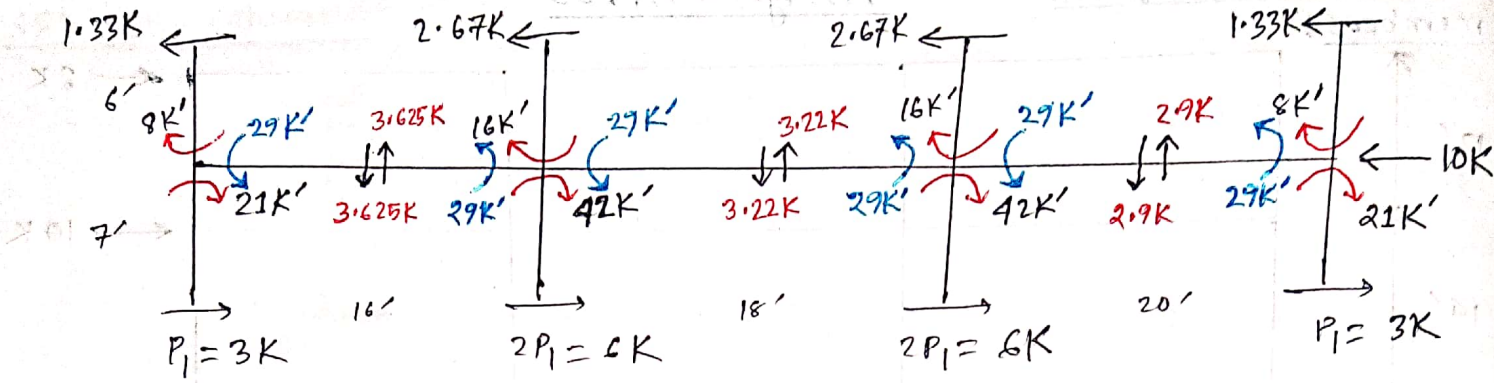 1.33K 2.67K 2.67K 1.33K
6'
8K' 29K' 3.625K 16K' 29K' 3.22K 16K' 29K' 2.9K 8K'
10K
21K' 3.625K 29K' 42K' 3.22K 29K' 42K' 2.9K 29K' 21K'
7'
16' 18' 20'
P₁ = 3K 2P₁ = 6K 2P₁ = 6K P₁ = 3K